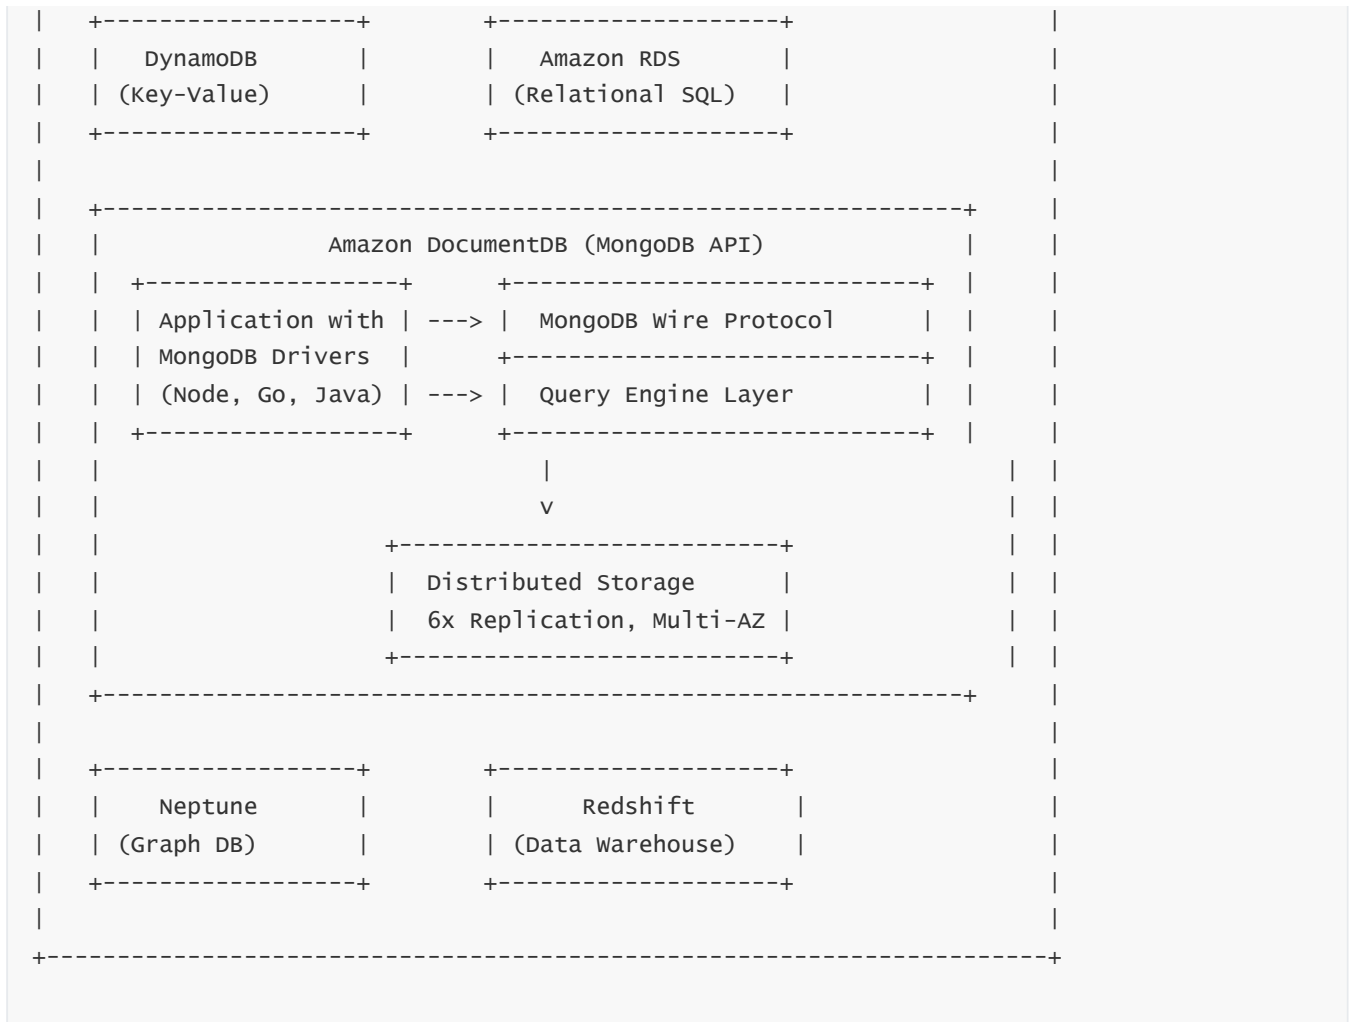 |   +------------------+        +--------------------+                  |
|   |   DynamoDB       |        |   Amazon RDS       |                  |
|   | (Key-Value)      |        | (Relational SQL)   |                  |
|   +------------------+        +--------------------+                  |
|                                                                       |
|   +-------------------------------------------------------------+     |
|   |                Amazon DocumentDB (MongoDB API)              |     |
|   |  +------------------+      +-----------------------------+  |     |
|   |  | Application with | ---> |  MongoDB Wire Protocol      |  |     |
|   |  | MongoDB Drivers  |      +-----------------------------+  |     |
|   |  | (Node, Go, Java) | ---> |  Query Engine Layer         |  |     |
|   |  +------------------+      +-----------------------------+  |     |
|   |                               |                                |  |
|   |                               v                                |  |
|   |                    +---------------------------+               |  |
|   |                    |  Distributed Storage      |               |  |
|   |                    |  6x Replication, Multi-AZ |               |  |
|   |                    +---------------------------+               |  |
|   +-------------------------------------------------------------+     |
|                                                                       |
|   +------------------+        +--------------------+                  |
|   |    Neptune       |        |      Redshift       |                 |
|   | (Graph DB)       |        | (Data Warehouse)    |                 |
|   +------------------+        +--------------------+                  |
|                                                                       |
+-----------------------------------------------------------------------+